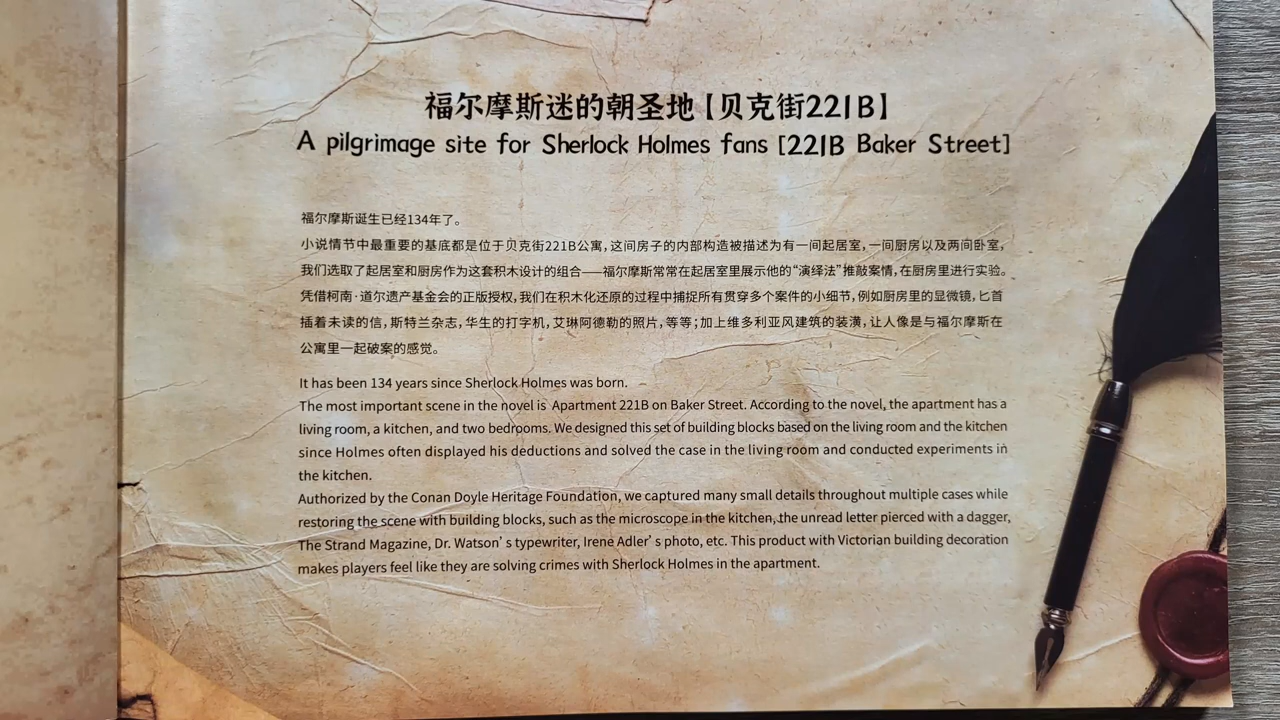 福尔摩斯迷的朝圣地【贝克街221B】
A pilgrimage site for Sherlock Holmes fans [221B Baker Street]
福尔摩斯诞生已经134年了。
小说情节中最重要的基底都是位于贝克街221B公寓，这间房子的内部构造被描述为有一间起居室，一间厨房以及两间卧室，
我们选取了起居室和厨房作为这套积木设计的组合——福尔摩斯常常在起居室里展示他的“演绎法”推敲案情，在厨房里进行实验。
凭借柯南·道尔遗产基金会的正版授权，我们在积木化还原的过程中捕捉所有贯穿多个案件的小细节，例如厨房里的显微镜，匕首
插着未读的信，斯特兰杂志，华生的打字机，艾琳阿德勒的照片，等等；加上维多利亚风建筑的装潢，让人像是与福尔摩斯在
公寓里一起破案的感觉。
It has been 134 years since Sherlock Holmes was born.
The most important scene in the novel is Apartment 221B on Baker Street. According to the novel, the apartment has a
living room, a kitchen, and two bedrooms. We designed this set of building blocks based on the living room and the kitchen
since Holmes often displayed his deductions and solved the case in the living room and conducted experiments in
the kitchen.
Authorized by the Conan Doyle Heritage Foundation, we captured many small details throughout multiple cases while
restoring the scene with building blocks, such as the microscope in the kitchen, the unread letter pierced with a dagger,
The Strand Magazine, Dr. Watson's typewriter, Irene Adler's photo, etc. This product with Victorian building decoration
makes players feel like they are solving crimes with Sherlock Holmes in the apartment.